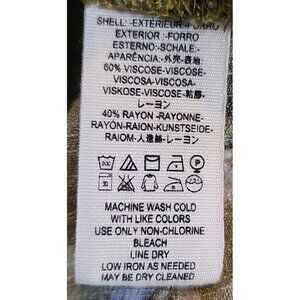 SHELL:-EXTERIEUR:-FORRO
EXTERIOR:-FORRO
ESTERNO:-SCHALE:-
APARÊNCIA:-外壳:-表地
60% VISCOSE-VISCOSE-
VISCOSA-VISCOSA-
VISKOSE-VISKOSE-粘膠-
レーヨン
40% RAYON-RAYONNE-
RAYÓN-RAION-KUNSTSEIDE-
RAIOM-人造絲-レーヨン
P
MACHINE WASH COLD
WITH LIKE COLORS
USE ONLY NON-CHLORINE
BLEACH
LINE DRY
LOW IRON AS NEEDED
MAY BE DRY CLEANED